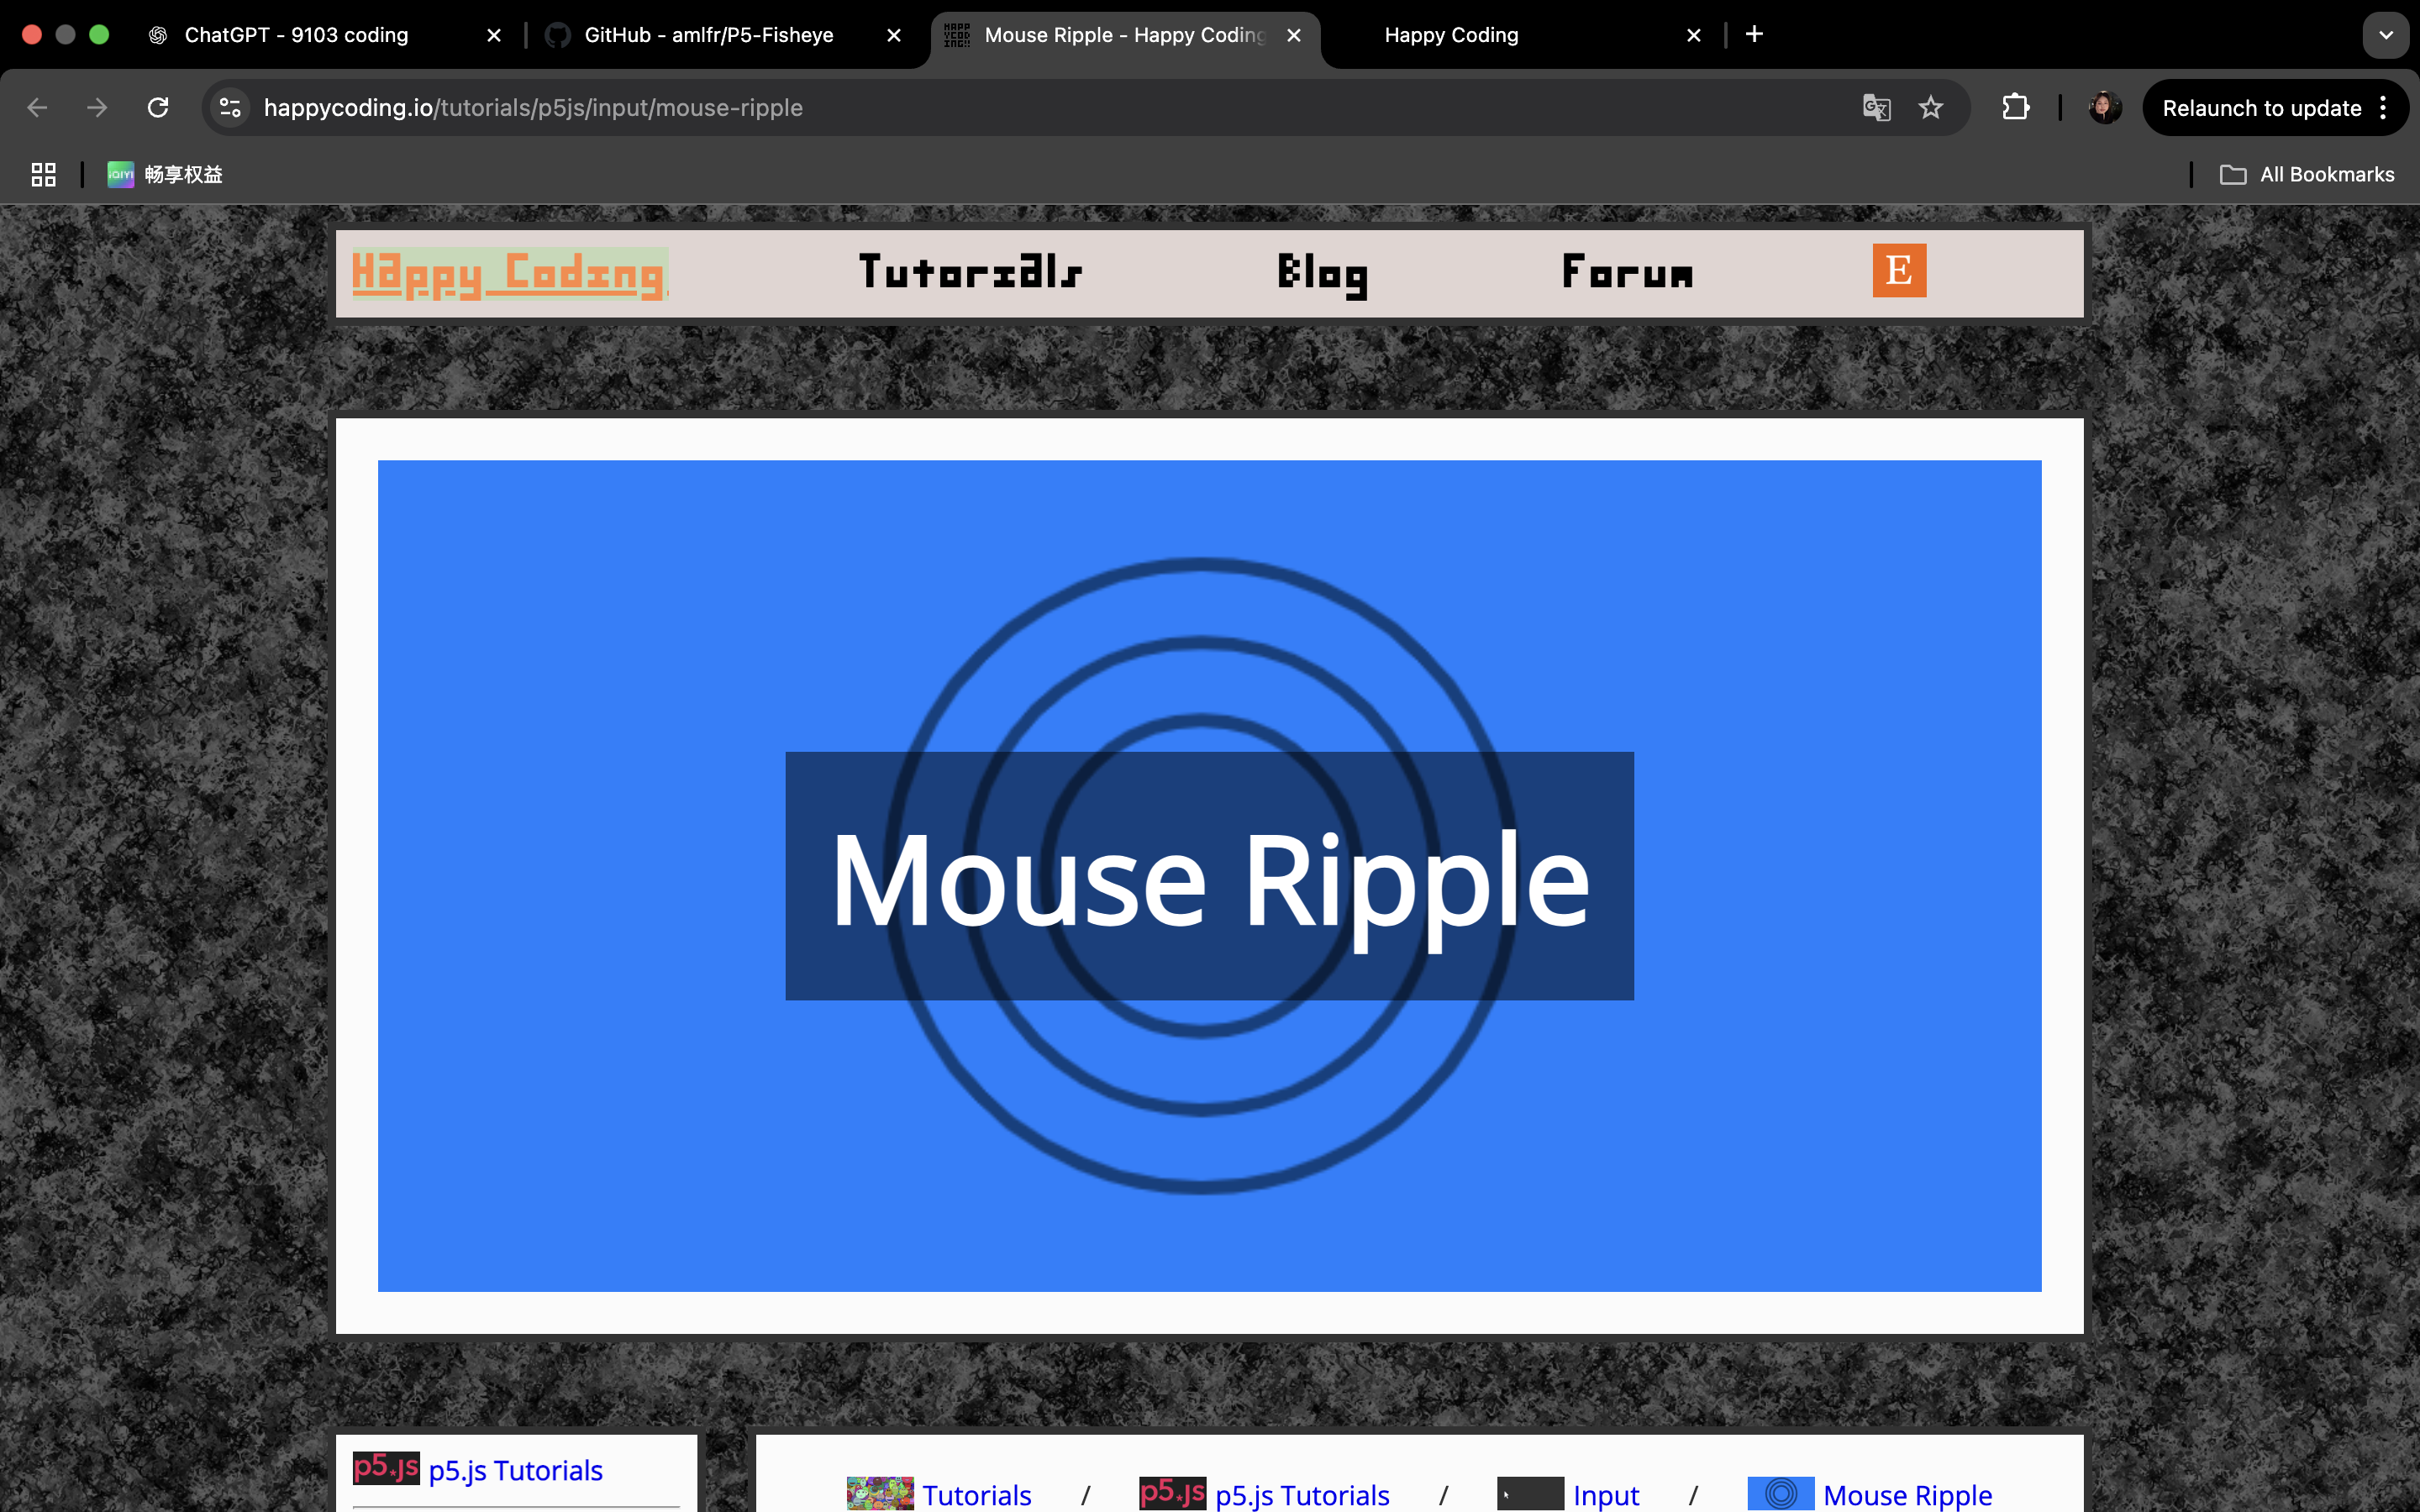 ChatGPT - 9103 coding
GitHub - amlfr/P5-Fisheye
Mouse Ripple - Happy Coding
Happy Coding
happycoding.io/tutorials/p5js/input/mouse-ripple
Relaunch to update
iQIYI
畅享权益
All Bookmarks
Happy Coding
Tutorials
Blog
Forum
E
Mouse Ripple
p5.js p5.js Tutorials
Tutorials / p5*js p5.js Tutorials / Input / Mouse Ripple